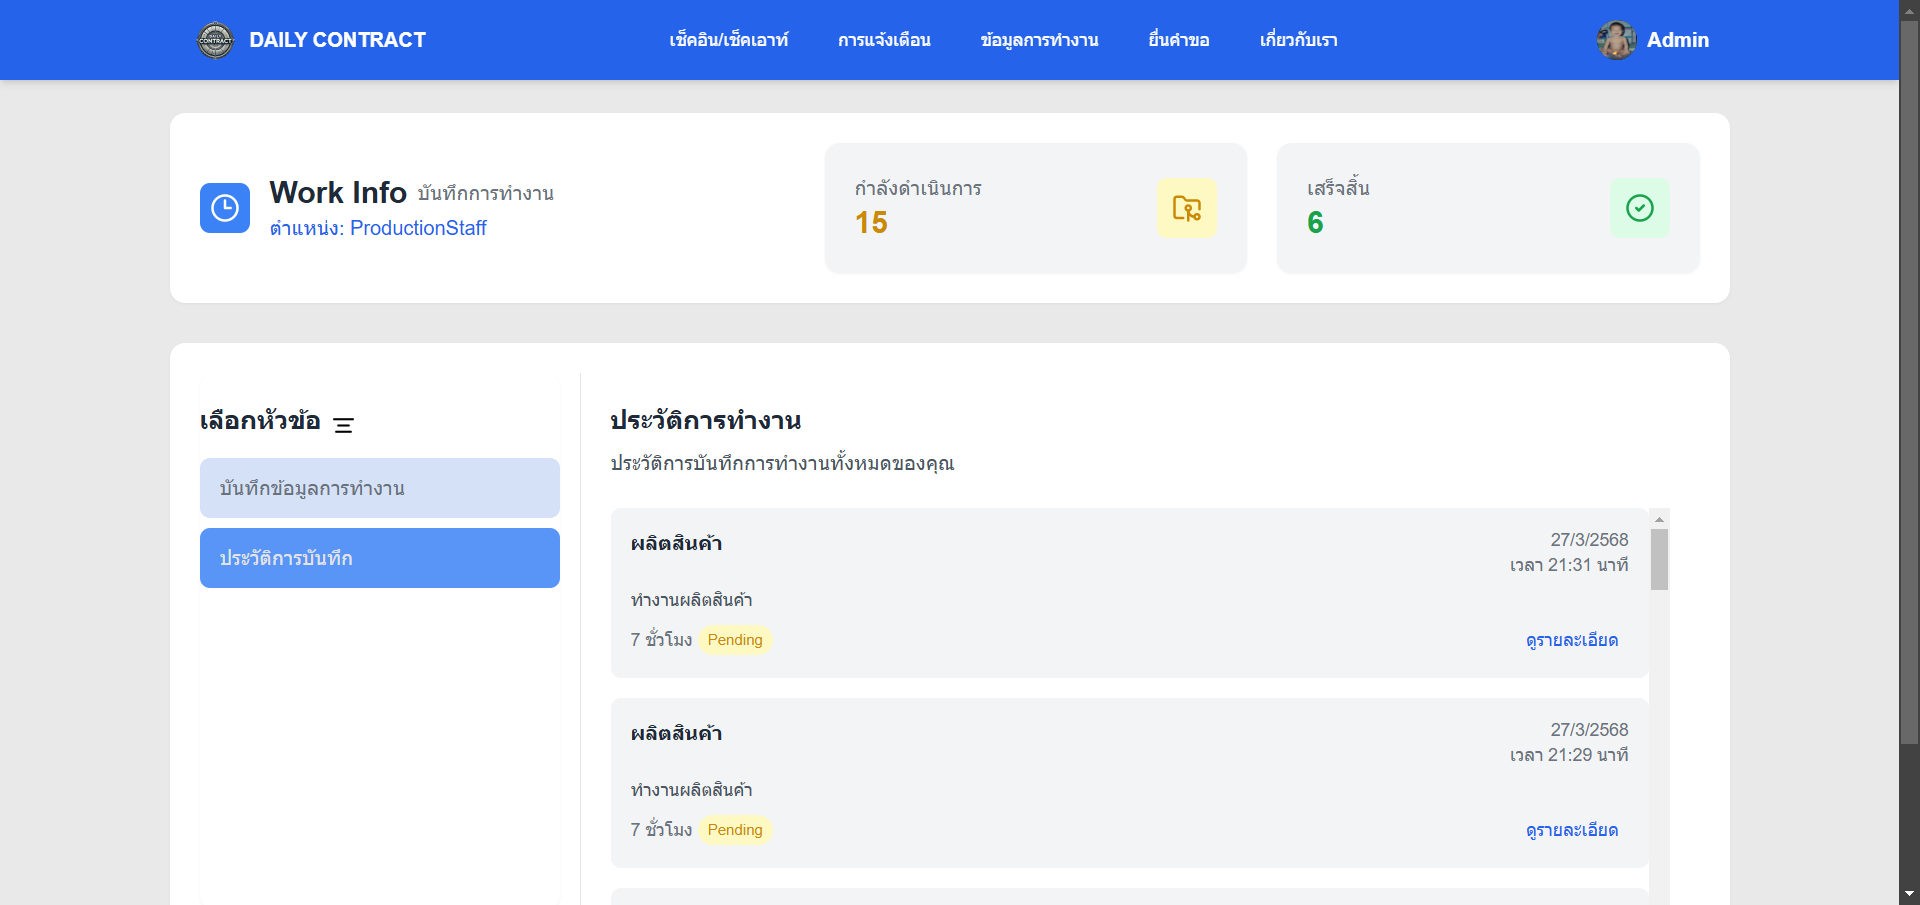 DAILY CONTRACT
เช็คอิน/เช็คเอาท์
การแจ้งเตือน
ข้อมูลการทำงาน
ยื่นคำขอ
เกี่ยวกับเรา
Admin
Work Info บันทึกการทำงาน
ตำแหน่ง: ProductionStaff
กำลังดำเนินการ
15
เสร็จสิ้น
6
เลือกหัวข้อ
บันทึกข้อมูลการทำงาน
ประวัติการบันทึก
ประวัติการทำงาน
ประวัติการบันทึกการทำงานทั้งหมดของคุณ
ผลิตสินค้า
27/3/2568
เวลา 21:31 นาที
ทำงานผลิตสินค้า
7 ชั่วโมง Pending
ดูรายละเอียด
ผลิตสินค้า
27/3/2568
เวลา 21:29 นาที
ทำงานผลิตสินค้า
7 ชั่วโมง Pending
ดูรายละเอียด